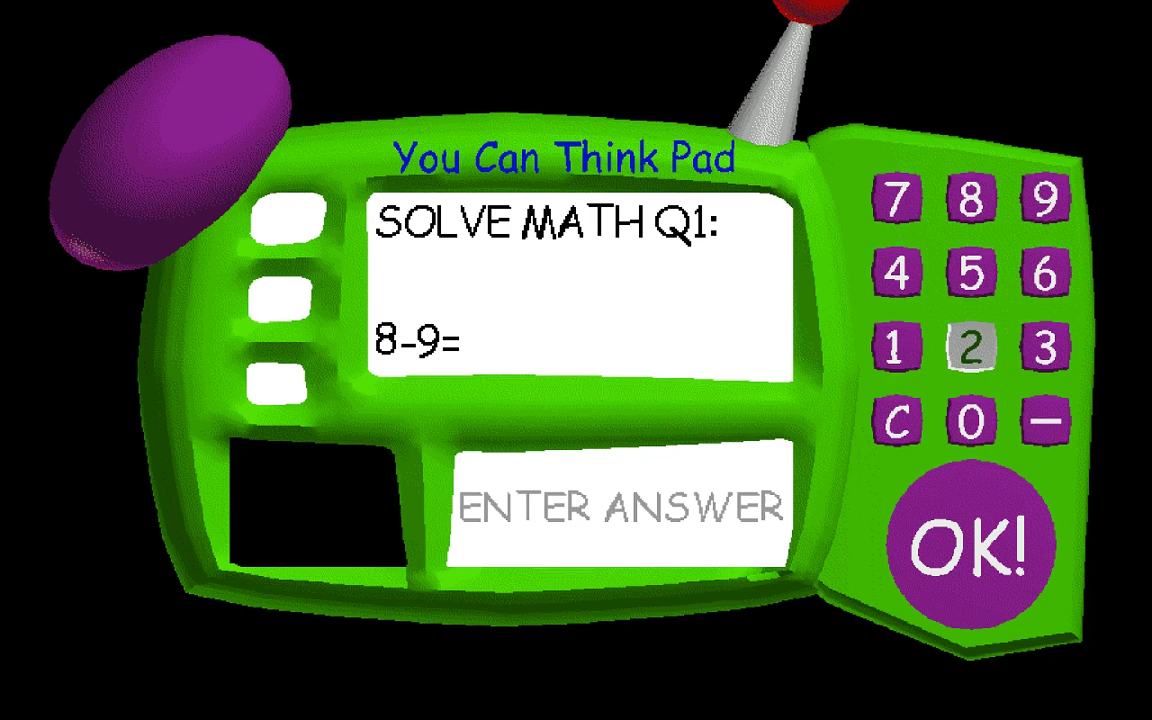 You Can Think Pad
SOLVE MATH Q1:
8-9=
ENTER ANSWER
7 8 9
4 5 6
1 2 3
C 0 −
OK!